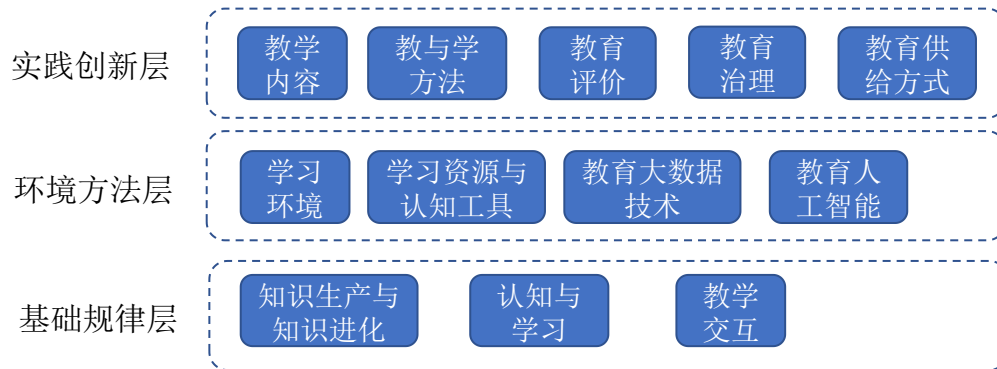 实践创新层
教学
内容
教与学
方法
教育
评价
教育
治理
教育供
给方式
环境方法层
学习
环境
学习资源与
认知工具
教育大数据
技术
教育人
工智能
基础规律层
知识生产与
知识进化
认知与
学习
教学
交互